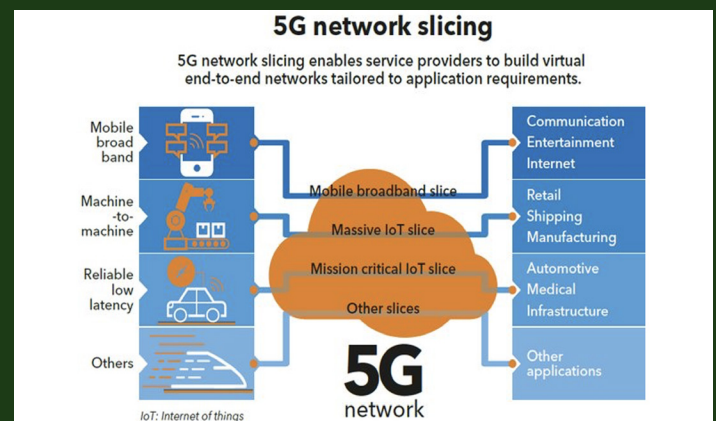 5G network slicing
5G network slicing enables service providers to build virtual
end-to-end networks tailored to application requirements.
Mobile
broad
band
Mobile broadband slice
Communication
Entertainment
Internet
Machine
-to-
machine
Massive IoT slice
Retail
Shipping
Manufacturing
Reliable
low
latency
Mission critical IoT slice
Automotive
Medical
Infrastructure
Others
Other slices
Other
applications
5G
network
IoT: Internet of things